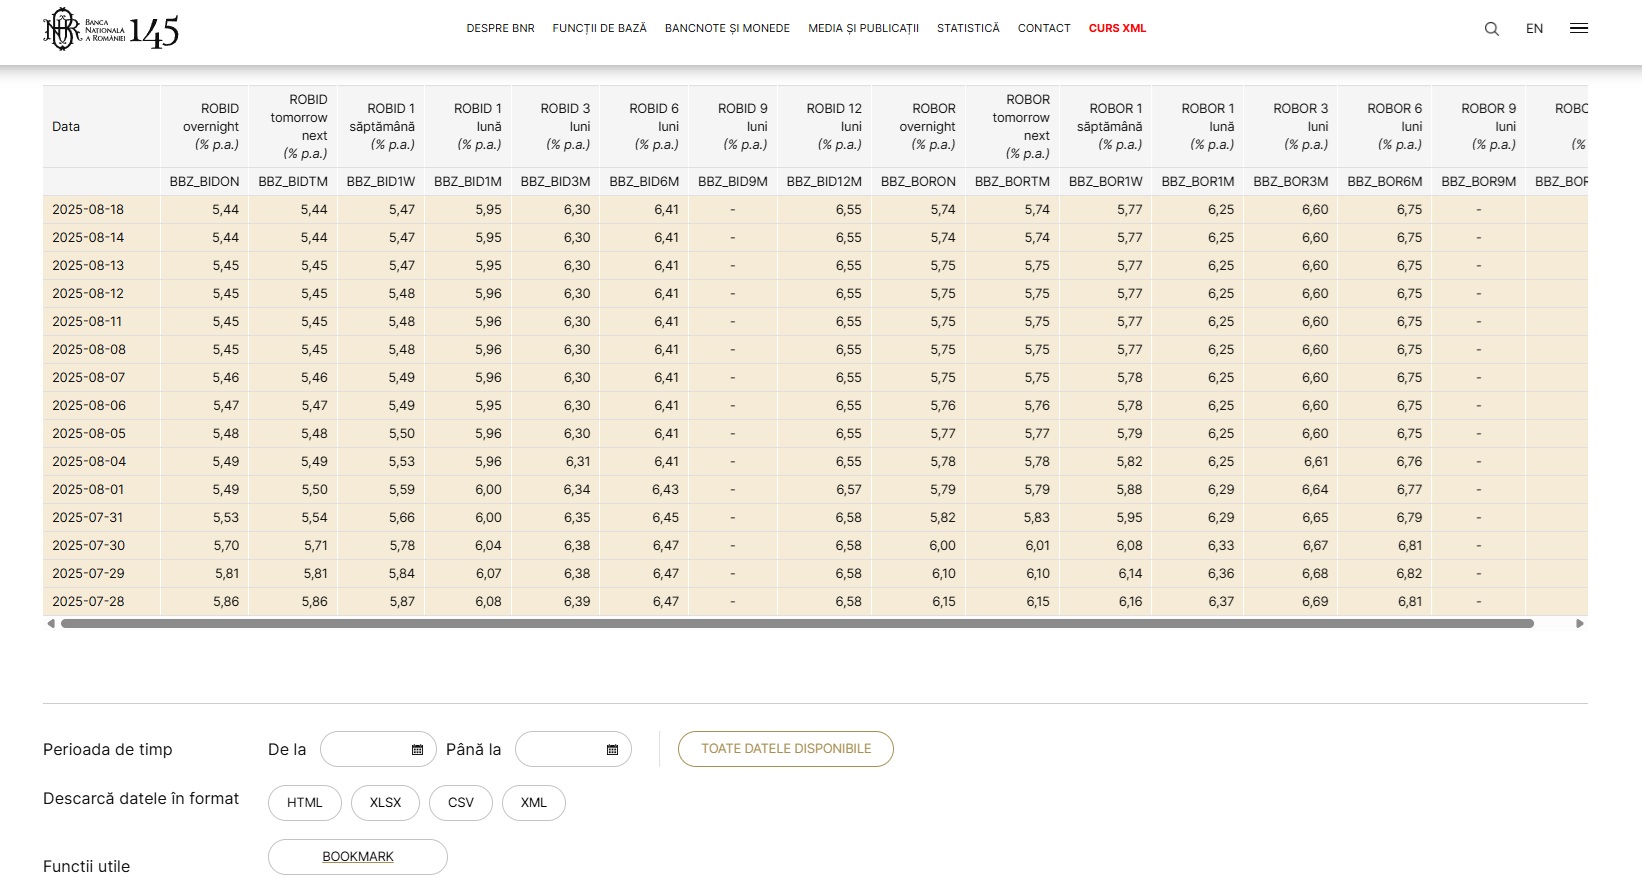 BANCA
NAȚIONALĂ
A ROMÂNIEI
145
DESPRE BNR FUNCȚII DE BAZĂ BANCNOTE ȘI MONEDE MEDIA ȘI PUBLICAȚII STATISTICĂ CONTACT CURS XML
EN
Data ROBID overnight (% p.a.) ROBID tomorrow next (% p.a.) ROBID 1 săptămână (% p.a.) ROBID 1 lună (% p.a.) ROBID 3 luni (% p.a.) ROBID 6 luni (% p.a.) ROBID 9 luni (% p.a.) ROBID 12 luni (% p.a.) ROBOR overnight (% p.a.) ROBOR tomorrow next (% p.a.) ROBOR 1 săptămână (% p.a.) ROBOR 1 lună (% p.a.) ROBOR 3 luni (% p.a.) ROBOR 6 luni (% p.a.) ROBOR 9 luni (% p.a.)
BBZ_BIDON BBZ_BIDTM BBZ_BID1W BBZ_BID1M BBZ_BID3M BBZ_BID6M BBZ_BID9M BBZ_BID12M BBZ_BORON BBZ_BORTM BBZ_BOR1W BBZ_BOR1M BBZ_BOR3M BBZ_BOR6M BBZ_BOR9M
2025-08-18 5,44 5,44 5,47 5,95 6,30 6,41 - 6,55 5,74 5,74 5,77 6,25 6,60 6,75 -
2025-08-14 5,44 5,44 5,47 5,95 6,30 6,41 - 6,55 5,74 5,74 5,77 6,25 6,60 6,75 -
2025-08-13 5,45 5,45 5,47 5,95 6,30 6,41 - 6,55 5,75 5,75 5,77 6,25 6,60 6,75 -
2025-08-12 5,45 5,45 5,48 5,96 6,30 6,41 - 6,55 5,75 5,75 5,77 6,25 6,60 6,75 -
2025-08-11 5,45 5,45 5,48 5,96 6,30 6,41 - 6,55 5,75 5,75 5,77 6,25 6,60 6,75 -
2025-08-08 5,45 5,45 5,48 5,96 6,30 6,41 - 6,55 5,75 5,75 5,77 6,25 6,60 6,75 -
2025-08-07 5,46 5,46 5,49 5,96 6,30 6,41 - 6,55 5,75 5,75 5,78 6,25 6,60 6,75 -
2025-08-06 5,47 5,47 5,49 5,95 6,30 6,41 - 6,55 5,76 5,76 5,78 6,25 6,60 6,75 -
2025-08-05 5,48 5,48 5,50 5,96 6,30 6,41 - 6,55 5,77 5,77 5,79 6,25 6,60 6,75 -
2025-08-04 5,49 5,49 5,53 5,96 6,31 6,41 - 6,55 5,78 5,78 5,82 6,25 6,61 6,76 -
2025-08-01 5,49 5,50 5,59 6,00 6,34 6,43 - 6,57 5,79 5,79 5,88 6,29 6,64 6,77 -
2025-07-31 5,53 5,54 5,66 6,00 6,35 6,45 - 6,58 5,82 5,83 5,95 6,29 6,65 6,79 -
2025-07-30 5,70 5,71 5,78 6,04 6,38 6,47 - 6,58 6,00 6,01 6,08 6,33 6,67 6,81 -
2025-07-29 5,81 5,81 5,84 6,07 6,38 6,47 - 6,58 6,10 6,10 6,14 6,36 6,68 6,82 -
2025-07-28 5,86 5,86 5,87 6,08 6,39 6,47 - 6,58 6,15 6,15 6,16 6,37 6,69 6,81 -
Perioada de timp De la Până la TOATE DATELE DISPONIBILE
Descarcă datele în format HTML XLSX CSV XML
Functii utile BOOKMARK